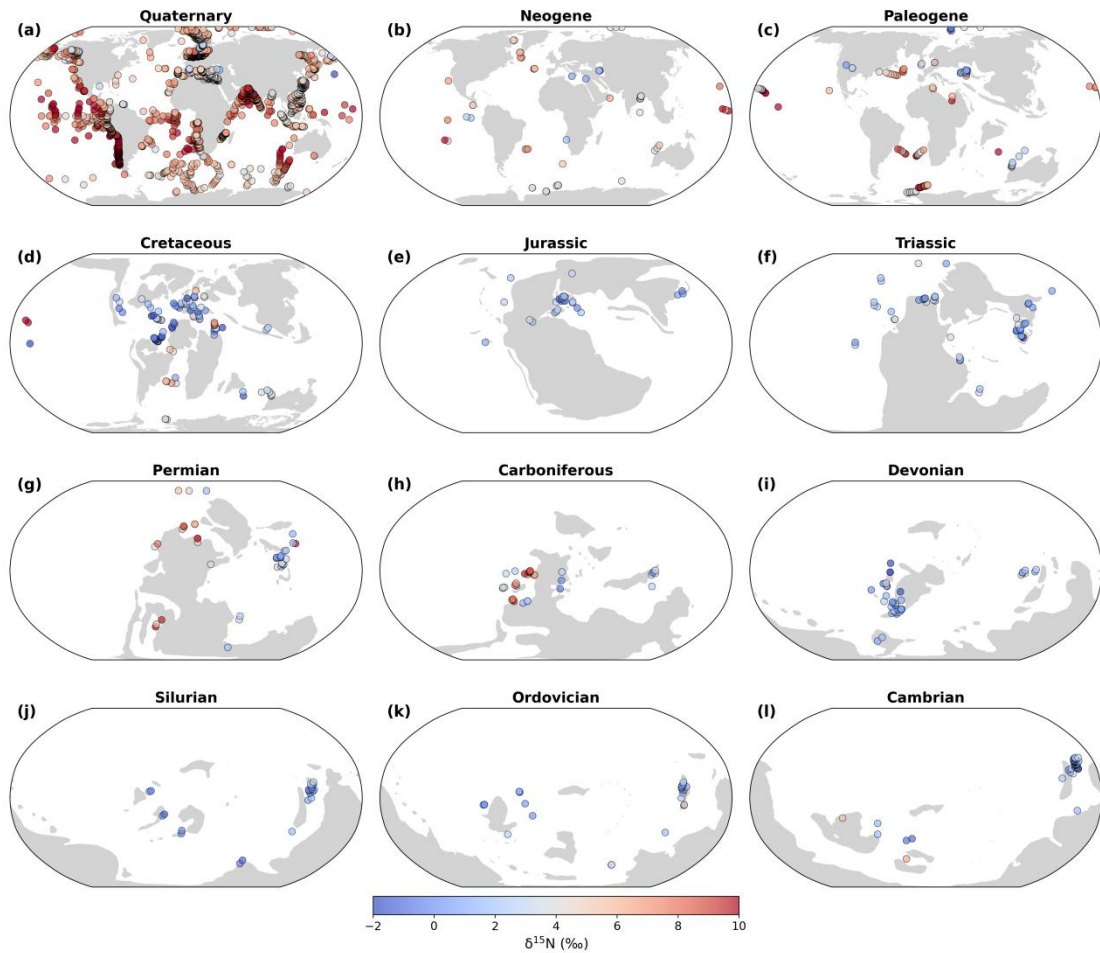 Quaternary
(a)
Neogene
(b)
Paleogene
(c)
Cretaceous
(d)
Jurassic
(e)
Triassic
(f)
Permian
(g)
Carboniferous
(h)
Devonian
(i)
Silurian
(j)
Ordovician
(k)
Cambrian
(l)
−2 0 2 4 6 8 10
δ¹⁵N (‰)